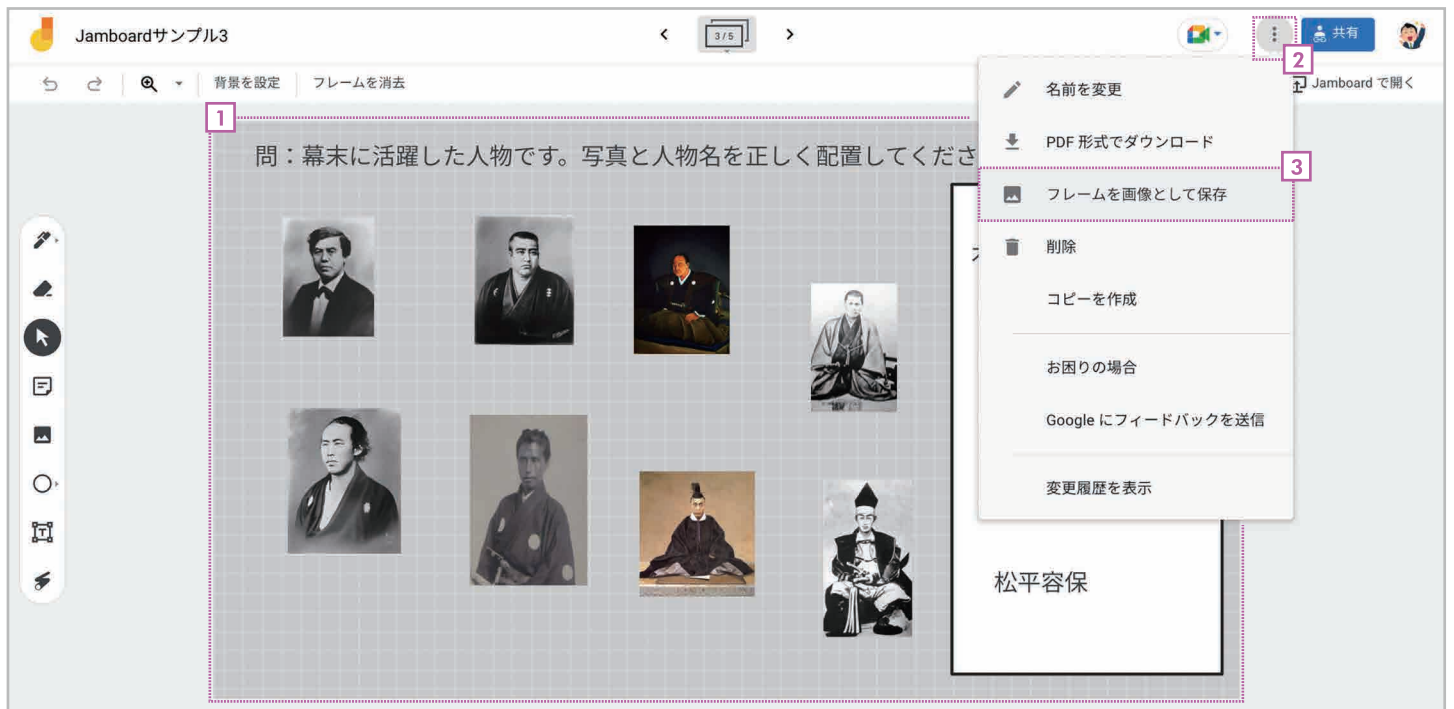 Jamboardサンプル3
3 / 5
共有
2
背景を設定
フレームを消去
Jamboard で開く
1
問：幕末に活躍した人物です。写真と人物名を正しく配置してくださ
名前を変更
PDF 形式でダウンロード
3
フレームを画像として保存
削除
コピーを作成
お困りの場合
Google にフィードバックを送信
変更履歴を表示
松平容保